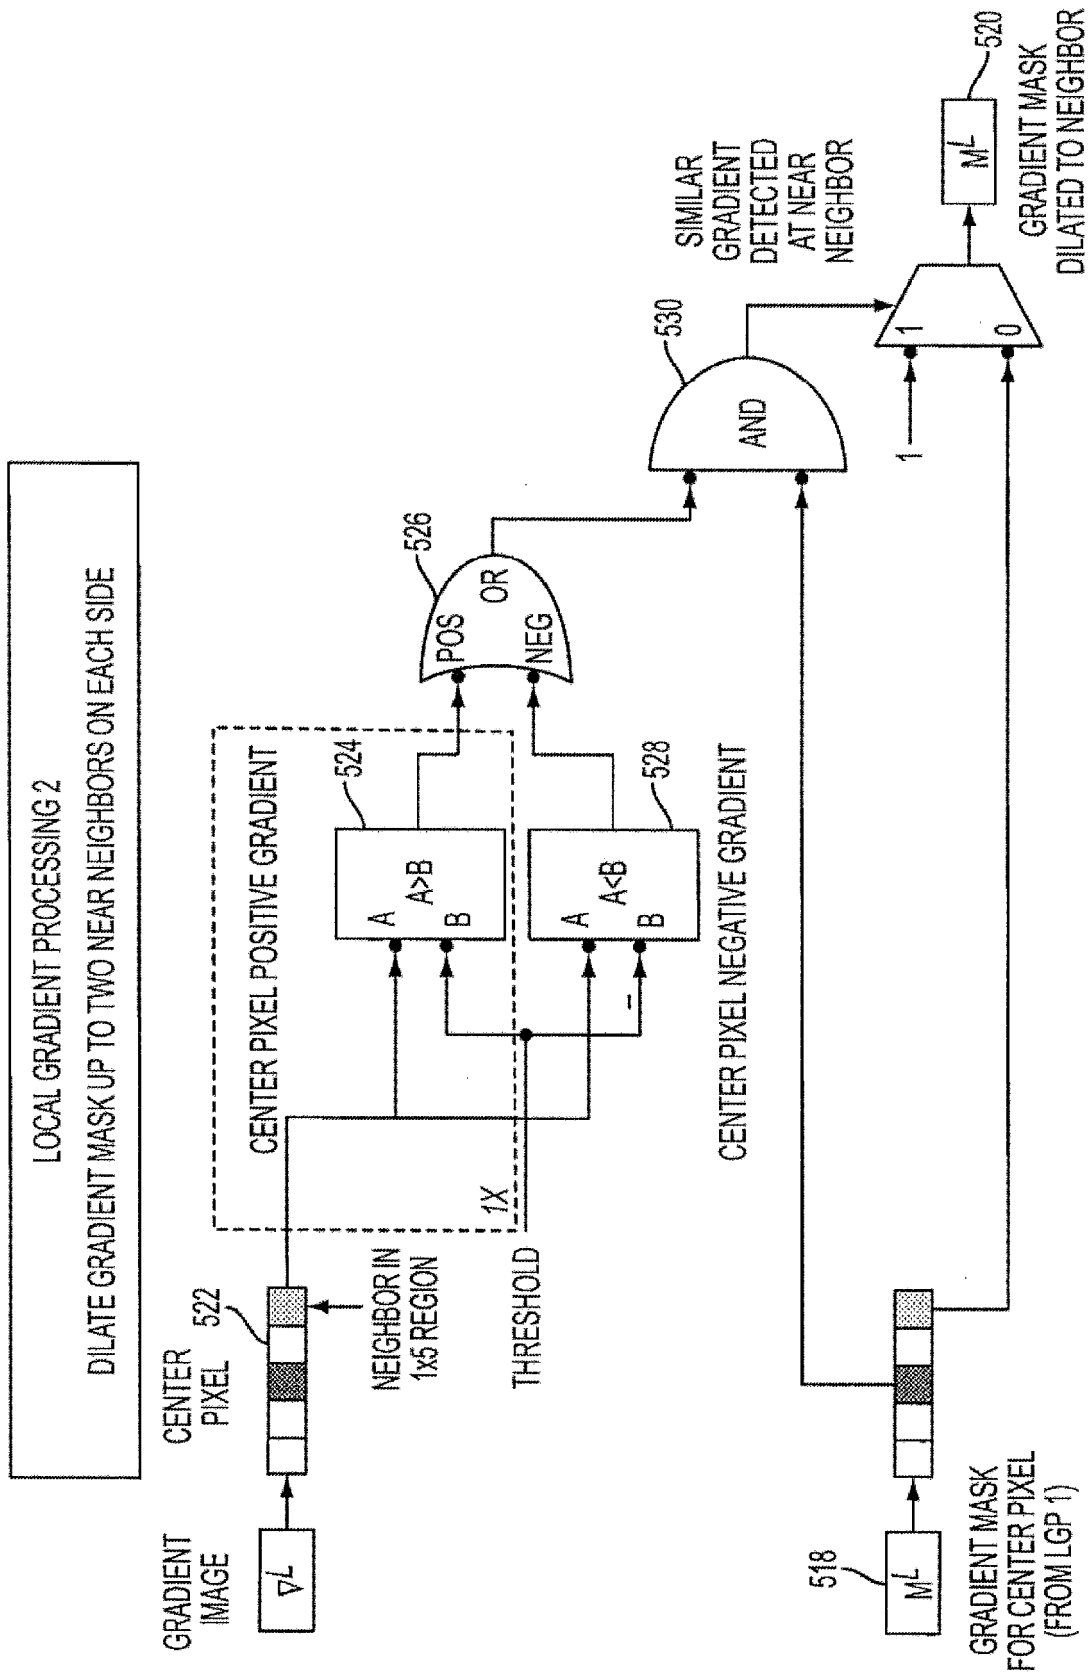 LOCAL GRADIENT PROCESSING 2
DILATE GRADIENT MASK UP TO TWO NEAR NEIGHBORS ON EACH SIDE
GRADIENT
IMAGE
∇L
CENTER
PIXEL
522
NEIGHBOR IN
1x5 REGION
THRESHOLD
1X
CENTER PIXEL POSITIVE GRADIENT
524
A
A>B
B
528
A
A<B
B
–
CENTER PIXEL NEGATIVE GRADIENT
526
POS
OR
NEG
530
AND
SIMILAR
GRADIENT
DETECTED
AT NEAR
NEIGHBOR
1
1
0
520
ML
GRADIENT MASK
DILATED TO NEIGHBOR
518
ML
GRADIENT MASK
FOR CENTER PIXEL
(FROM LGP 1)